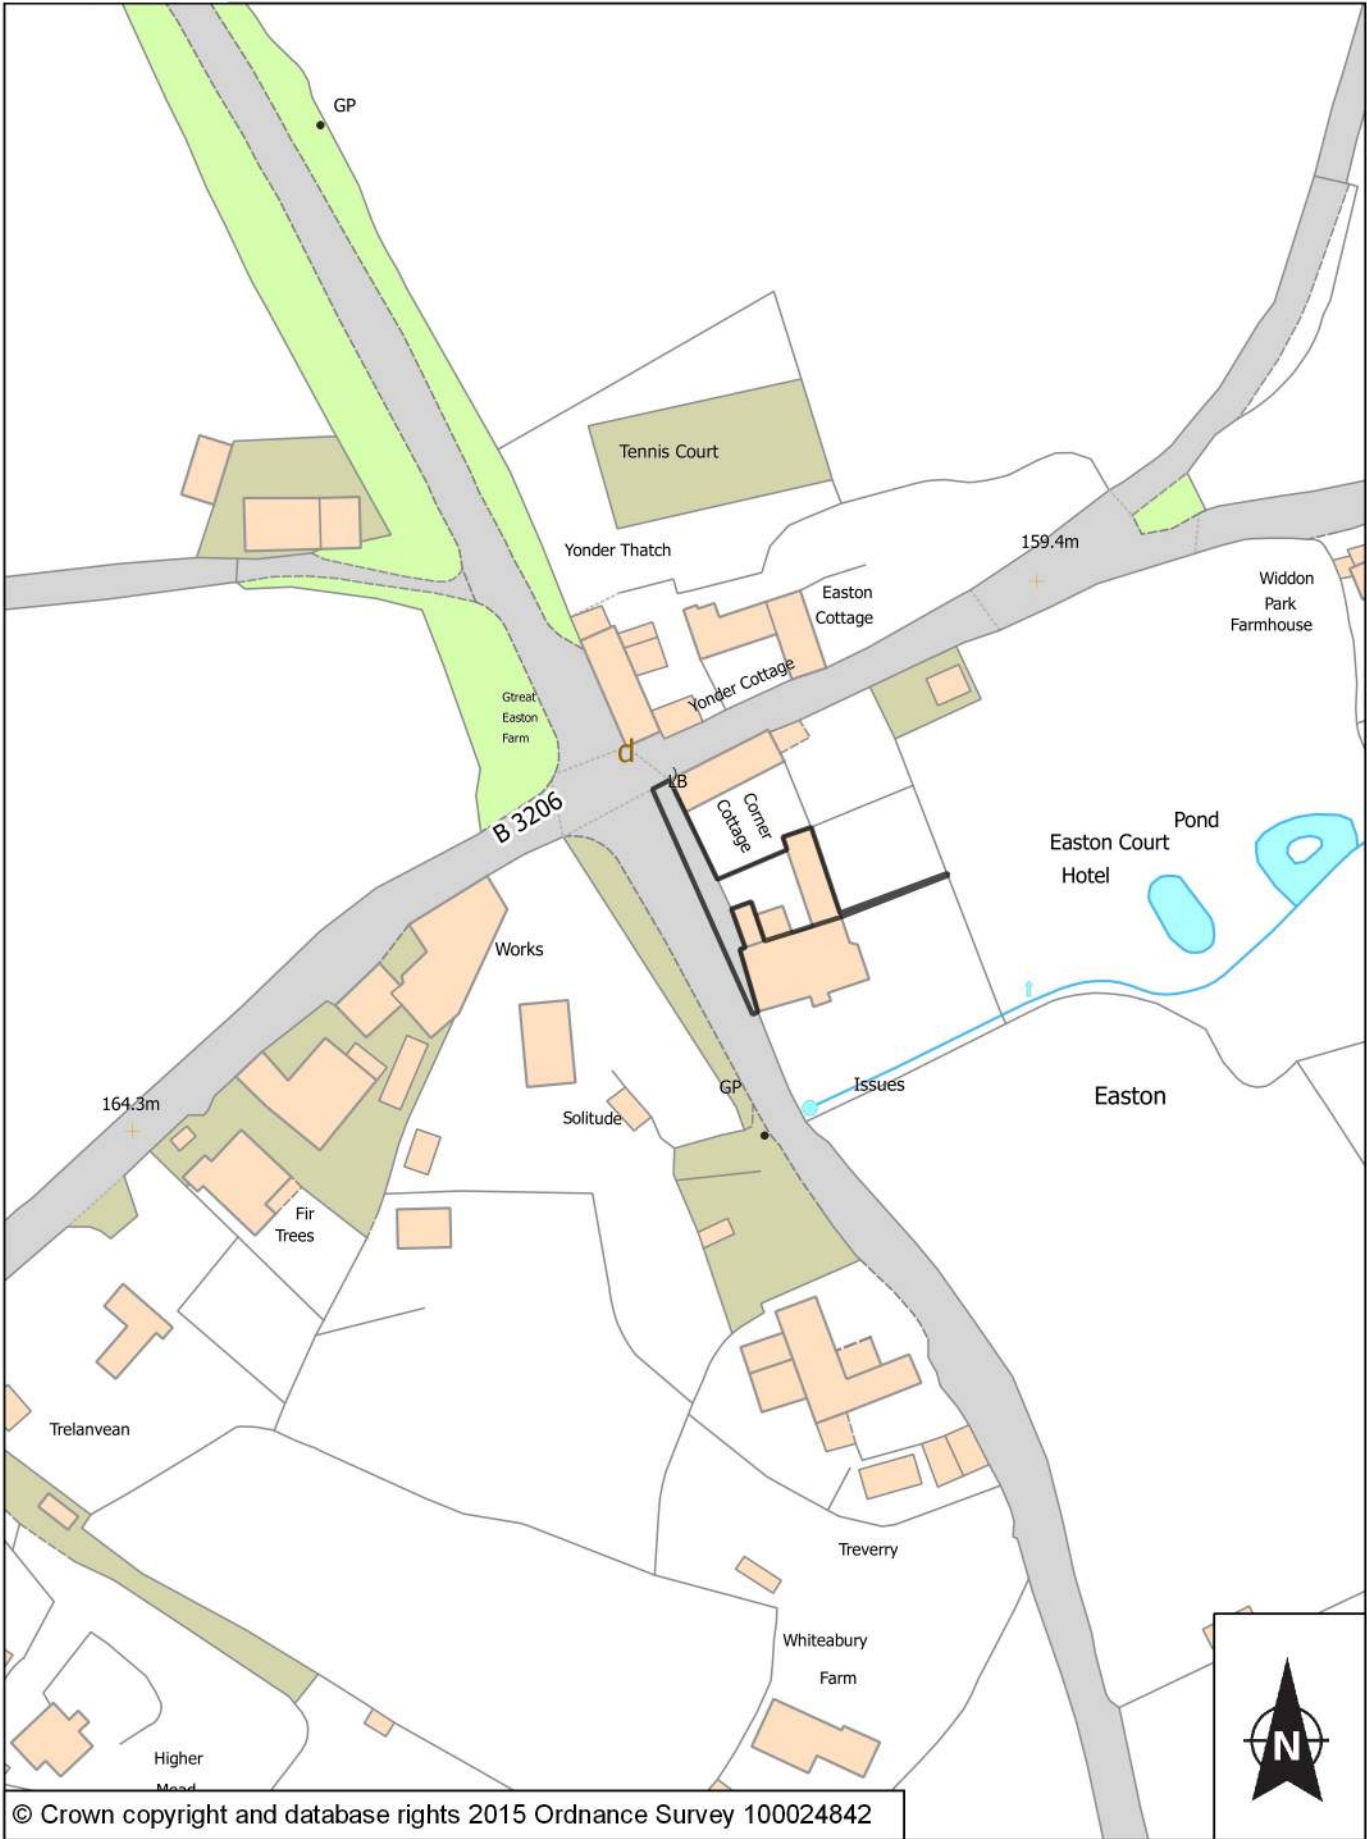 GP
Tennis Court
Yonder Thatch
159.4m
Easton
Cottage
Widdon
Park
Farmhouse
Yonder Cottage
Gtreat
Easton
Farm
d
LB
B 3206
Corner
Cottage
Pond
Easton Court
Hotel
Works
Issues
GP
Easton
164.3m
Solitude
Fir
Trees
Trelanvean
Treverry
Whiteabury
Farm
Higher
Mead
N
© Crown copyright and database rights 2015 Ordnance Survey 100024842